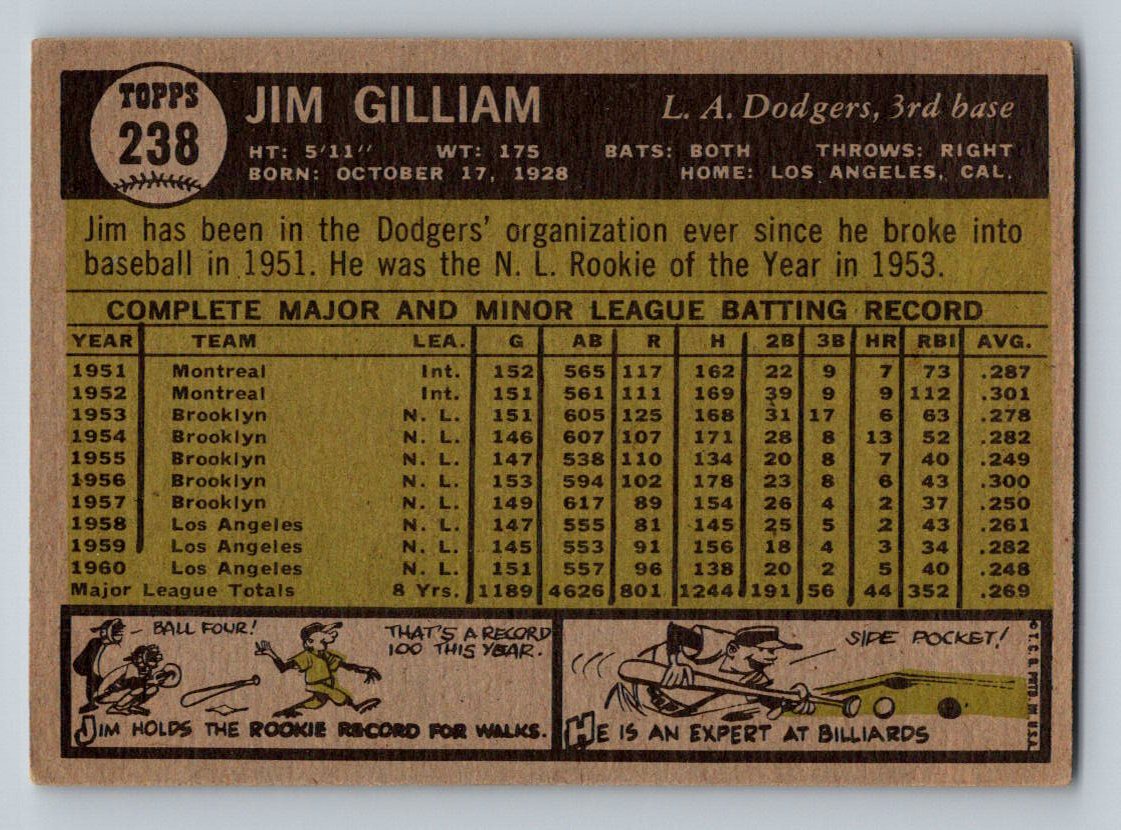 TOPPS
238
JIM GILLIAM
L. A. Dodgers, 3rd base
HT: 5'11" WT: 175 BATS: BOTH THROWS: RIGHT
BORN: OCTOBER 17, 1928 HOME: LOS ANGELES, CAL.
Jim has been in the Dodgers' organization ever since he broke into
baseball in 1951. He was the N. L. Rookie of the Year in 1953.
COMPLETE MAJOR AND MINOR LEAGUE BATTING RECORD
YEAR TEAM LEA. G AB R H 2B 3B HR RBI AVG.
1951 Montreal Int. 152 565 117 162 22 9 7 73 .287
1952 Montreal Int. 151 561 111 169 39 9 9 112 .301
1953 Brooklyn N. L. 151 605 125 168 31 17 6 63 .278
1954 Brooklyn N. L. 146 607 107 171 28 8 13 52 .282
1955 Brooklyn N. L. 147 538 110 134 20 8 7 40 .249
1956 Brooklyn N. L. 153 594 102 178 23 8 6 43 .300
1957 Brooklyn N. L. 149 617 89 154 26 4 2 37 .250
1958 Los Angeles N. L. 147 555 81 145 25 5 2 43 .261
1959 Los Angeles N. L. 145 553 91 156 18 4 3 34 .282
1960 Los Angeles N. L. 151 557 96 138 20 2 5 40 .248
Major League Totals 8 Yrs. 1189 4626 801 1244 191 56 44 352 .269
BALL FOUR!
THAT'S A RECORD
100 THIS YEAR.
JIM HOLDS THE ROOKIE RECORD FOR WALKS.
SIDE POCKET!
HE IS AN EXPERT AT BILLIARDS
© T.C.G. PRTD. IN U.S.A.